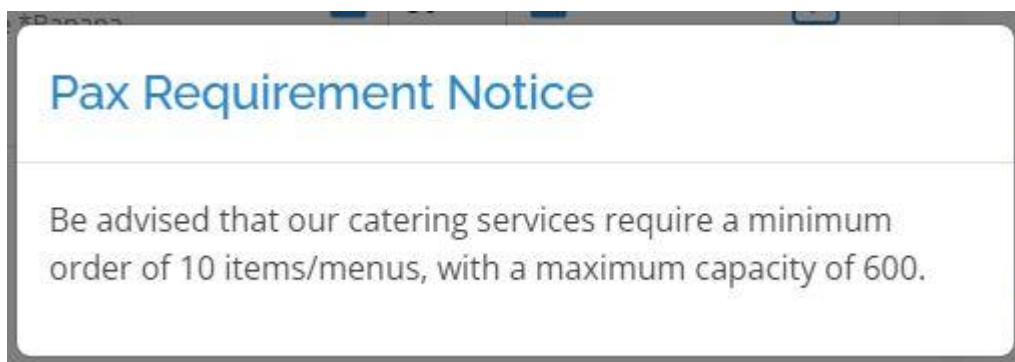 *Banana
Pax Requirement Notice
Be advised that our catering services require a minimum
order of 10 items/menus, with a maximum capacity of 600.